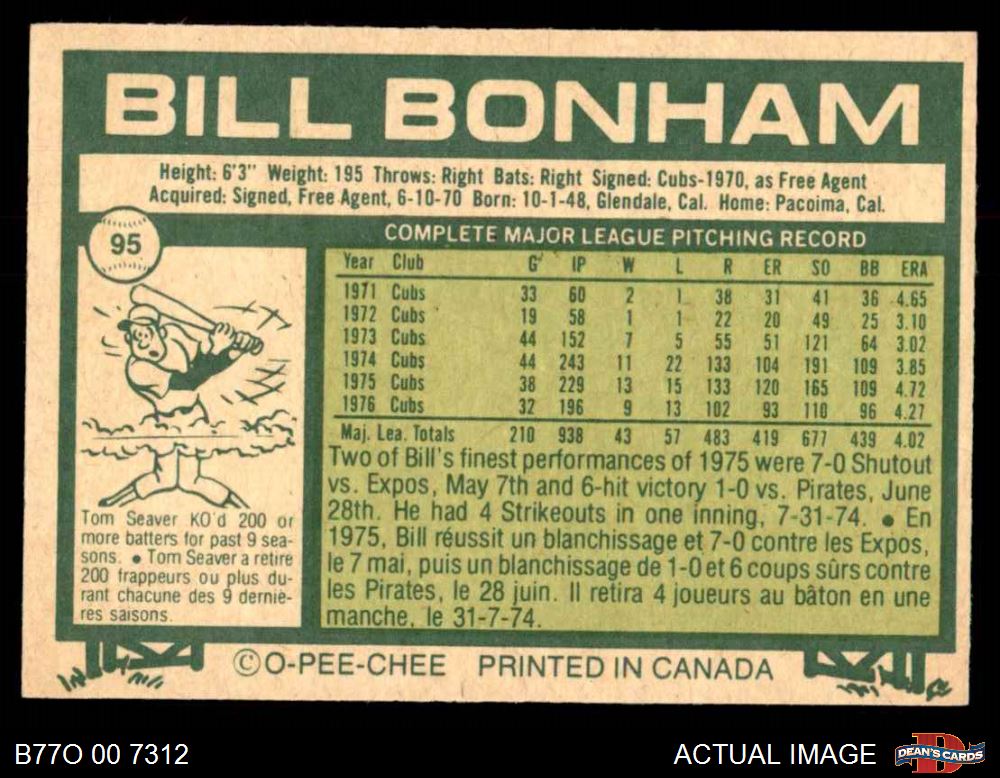 BILL BONHAM
Height: 6'3" Weight: 195 Throws: Right Bats: Right Signed: Cubs-1970, as Free Agent
Acquired: Signed, Free Agent, 6-10-70 Born: 10-1-48, Glendale, Cal. Home: Pacoima, Cal.
95
COMPLETE MAJOR LEAGUE PITCHING RECORD
Year Club G IP W L R ER SO BB ERA
1971 Cubs 33 60 2 1 38 31 41 36 4.65
1972 Cubs 19 58 1 1 22 20 49 25 3.10
1973 Cubs 44 152 7 5 55 51 121 64 3.02
1974 Cubs 44 243 11 22 133 104 191 109 3.85
1975 Cubs 38 229 13 15 133 120 165 109 4.72
1976 Cubs 32 196 9 13 102 93 110 96 4.27
Maj. Lea. Totals 210 938 43 57 483 419 677 439 4.02
Two of Bill's finest performances of 1975 were 7-0 Shutout
vs. Expos, May 7th and 6-hit victory 1-0 vs. Pirates, June
28th. He had 4 Strikeouts in one inning, 7-31-74. ● En
1975, Bill réussit un blanchissage et 7-0 contre les Expos,
le 7 mai, puis un blanchissage de 1-0 et 6 coups sûrs contre
les Pirates, le 28 juin. Il retira 4 joueurs au bâton en une
manche, le 31-7-74.
Tom Seaver KO'd 200 or
more batters for past 9 sea-
sons. ● Tom Seaver a retire
200 frappeurs ou plus du-
rant chacune des 9 derniè-
res saisons.
© O-PEE-CHEE PRINTED IN CANADA
B77O 00 7312
ACTUAL IMAGE
DEAN'S CARDS